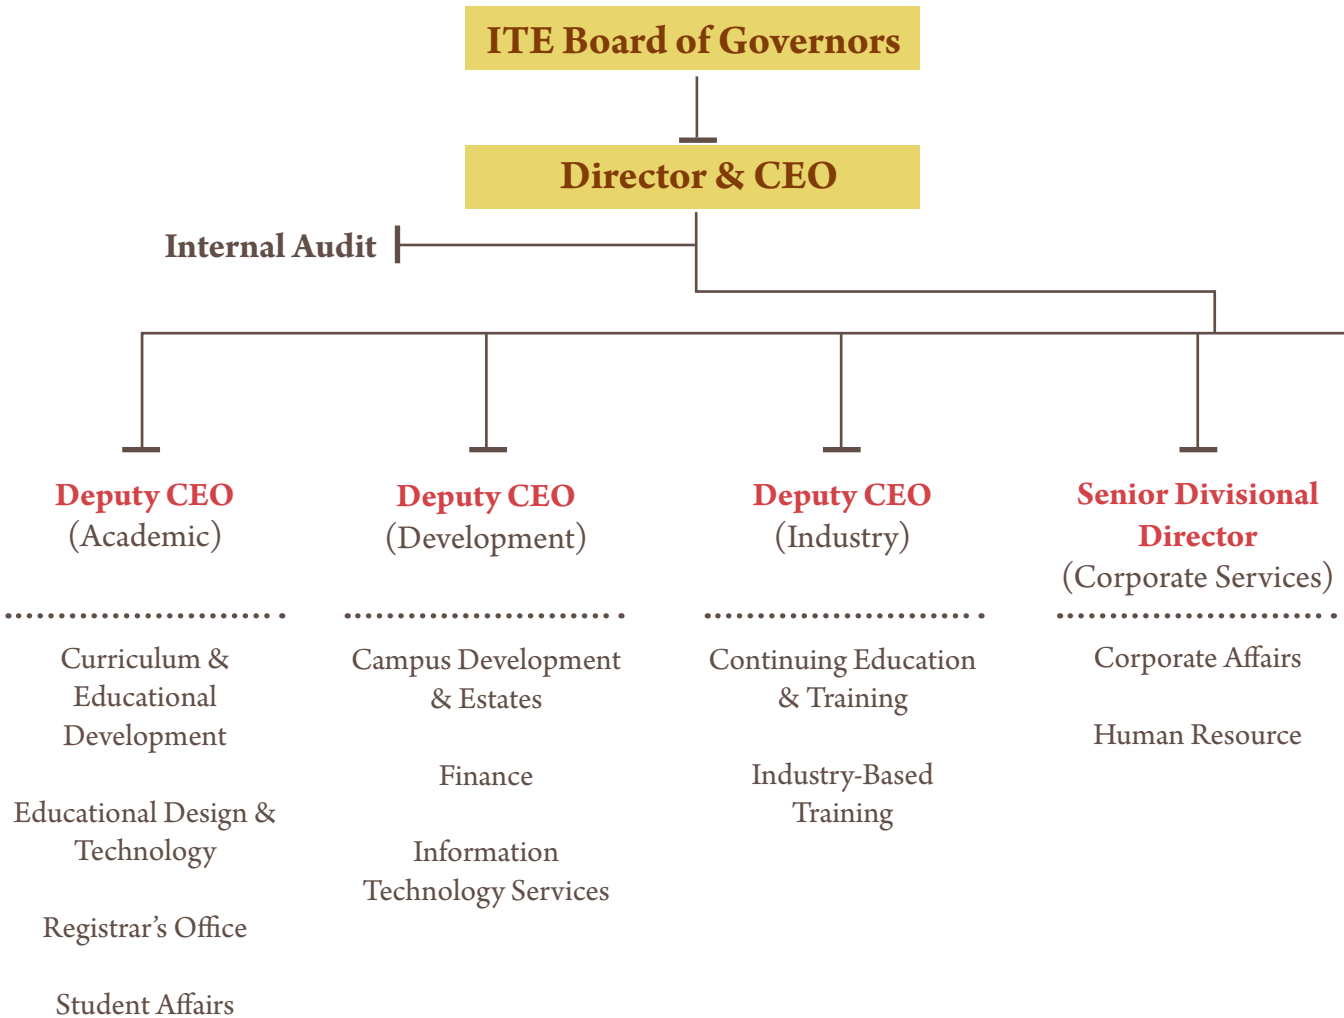 ITE Board of Governors
Director & CEO
Internal Audit
Deputy CEO
(Academic)
Curriculum &
Educational
Development
Educational Design &
Technology
Registrar’s Office
Student Affairs
Deputy CEO
(Development)
Campus Development
& Estates
Finance
Information
Technology Services
Deputy CEO
(Industry)
Continuing Education
& Training
Industry-Based
Training
Senior Divisional
Director
(Corporate Services)
Corporate Affairs
Human Resource